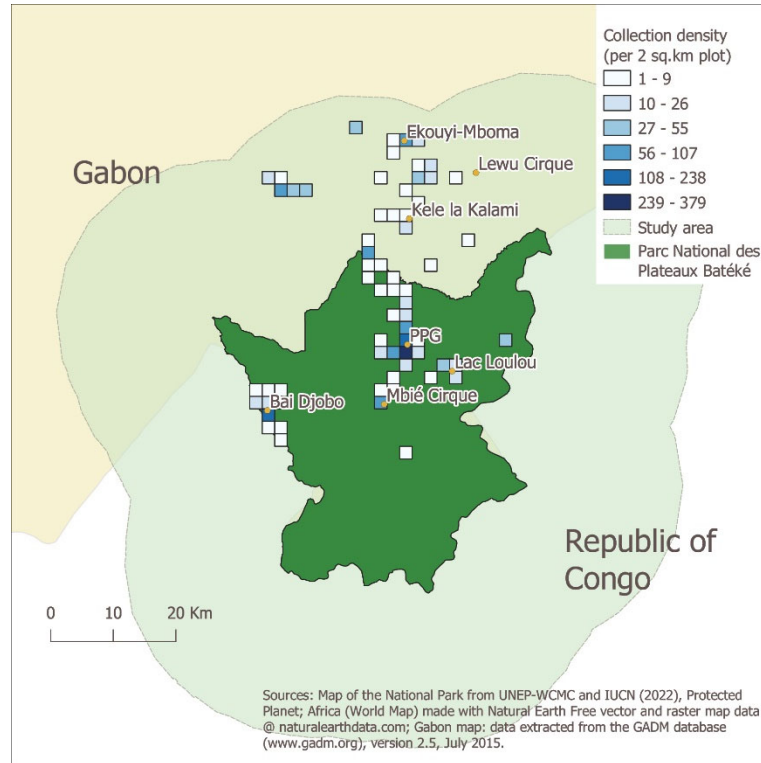 Collection density
(per 2 sq.km plot)
1 - 9
10 - 26
27 - 55
56 - 107
108 - 238
239 - 379
Study area
Parc National des
Plateaux Batéké
Ekouyi-Mboma
Lewu Cirque
Gabon
Kele la Kalami
PPG
Lac Loulou
Bai Djobo
Mbié Cirque
Republic of
Congo
0 10 20 Km
Sources: Map of the National Park from UNEP-WCMC and IUCN (2022), Protected
Planet; Africa (World Map) made with Natural Earth Free vector and raster map data
@ naturalearthdata.com; Gabon map: data extracted from the GADM database
(www.gadm.org), version 2.5, July 2015.